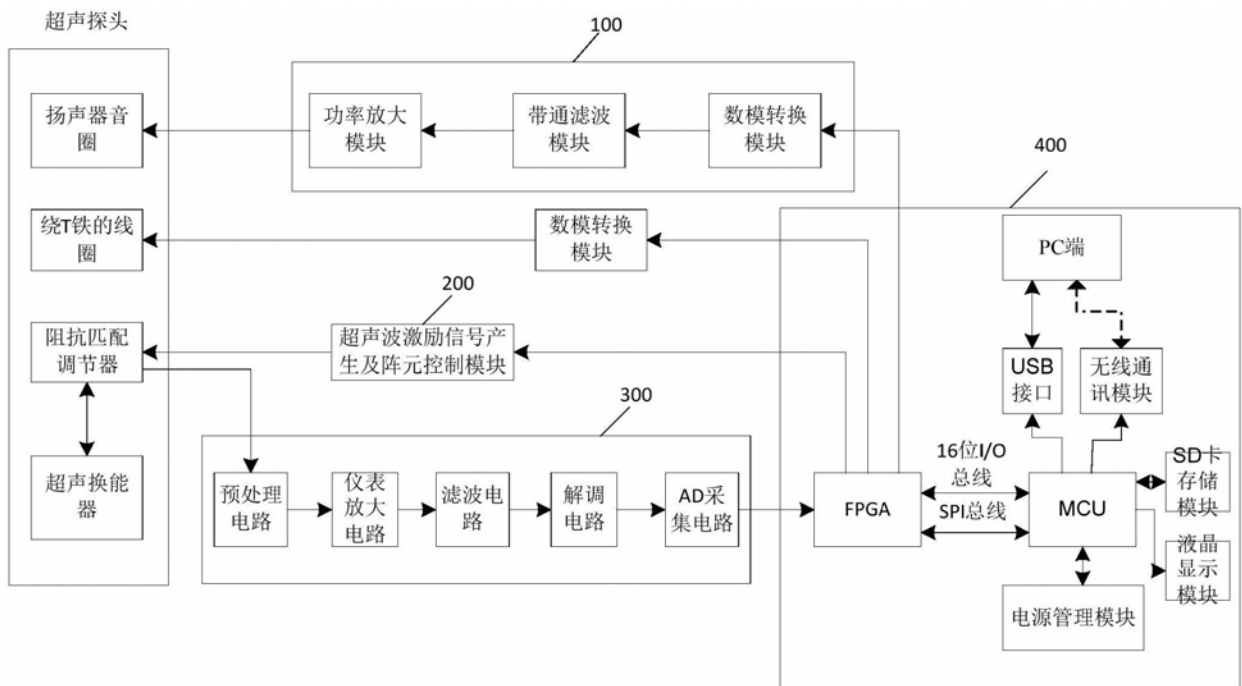 超声探头
100
扬声器音
圈
功率放大
模块
带通滤波
模块
数模转换
模块
400
绕T铁的线
圈
数模转换
模块
PC端
200
阻抗匹配
调节器
超声波激励信号产
生及阵元控制模块
USB
接口
无线通
讯模块
300
超声换能
器
预处理
电路
仪表
放大
电路
滤波电
路
解调
电路
AD采
集电路
FPGA
16位I/O
总线
SPI总线
MCU
SD卡
存储
模块
液晶
显示
模块
电源管理模块